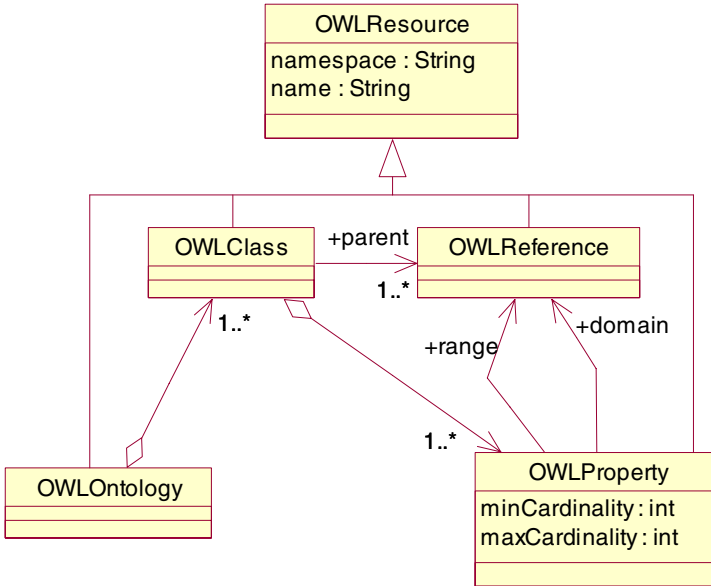 OWLResource
namespace : String
name : String
OWLClass
+parent
OWLReference
1..*
1..*
+range
+domain
1..*
OWLOntology
OWLProperty
minCardinality : int
maxCardinality : int